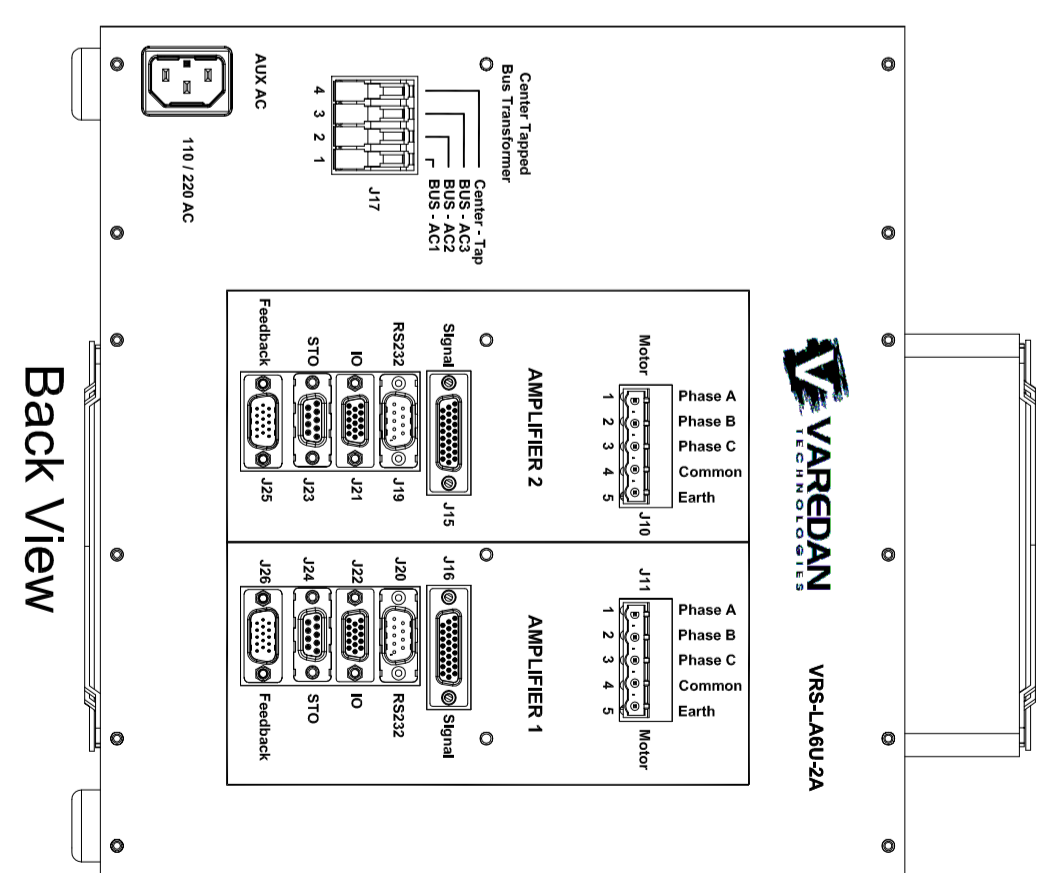 VAREDAN
TECHNOLOGIES
VRS-LA6U-2A
Motor
Phase A
Phase B
Phase C
Common
Earth
1 2 3 4 5
J10
J11
Phase A
Phase B
Phase C
Common
Earth
1 2 3 4 5
Motor
AMPLIFIER 2
AMPLIFIER 1
Signal
J15
RS232
J19
IO
J21
STO
J23
Feedback
J25
J16
Signal
J20
RS232
J22
IO
J24
STO
J26
Feedback
Center Tapped
Bus Transformer
Center - Tap
BUS - AC3
BUS - AC2
BUS - AC1
4 3 2 1
J17
AUX AC
110 / 220 AC
Back View